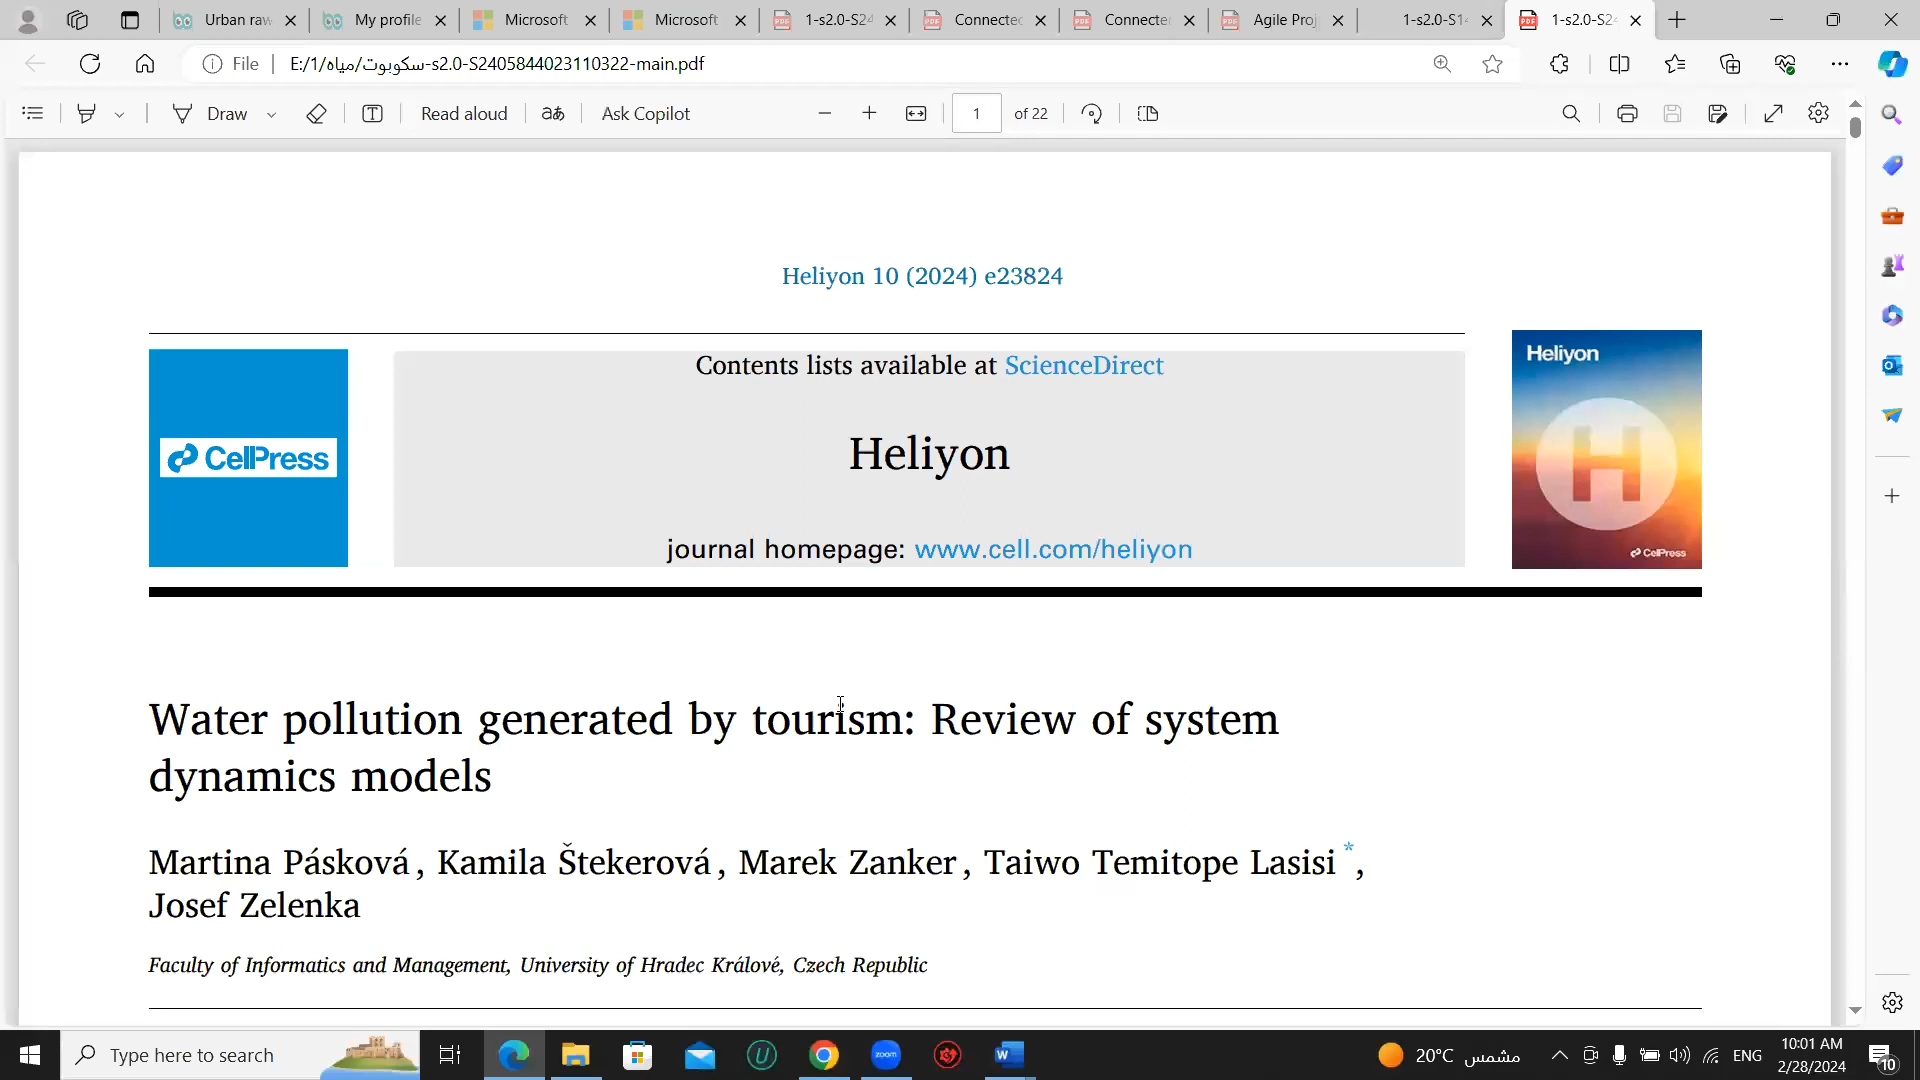 Urban raw
My profile
Microsoft
Microsoft
1-s2.0-S24
Connected
Connecte
Agile Proj
1-s2.0-S1
1-s2.0-S24
File
E:/1/سكوبوت/مياه-s2.0-S2405844023110322-main.pdf
Draw
Read aloud
Ask Copilot
1
of 22
Heliyon 10 (2024) e23824
Contents lists available at ScienceDirect
Heliyon
journal homepage: www.cell.com/heliyon
CellPress
Heliyon
H
CellPress
Water pollution generated by tourism: Review of system
dynamics models
Martina Pásková, Kamila Štekerová, Marek Zanker, Taiwo Temitope Lasisi *,
Josef Zelenka
Faculty of Informatics and Management, University of Hradec Králové, Czech Republic
Type here to search
zoom
W
20°C مشمس
ENG
10:01 AM
2/28/2024
10